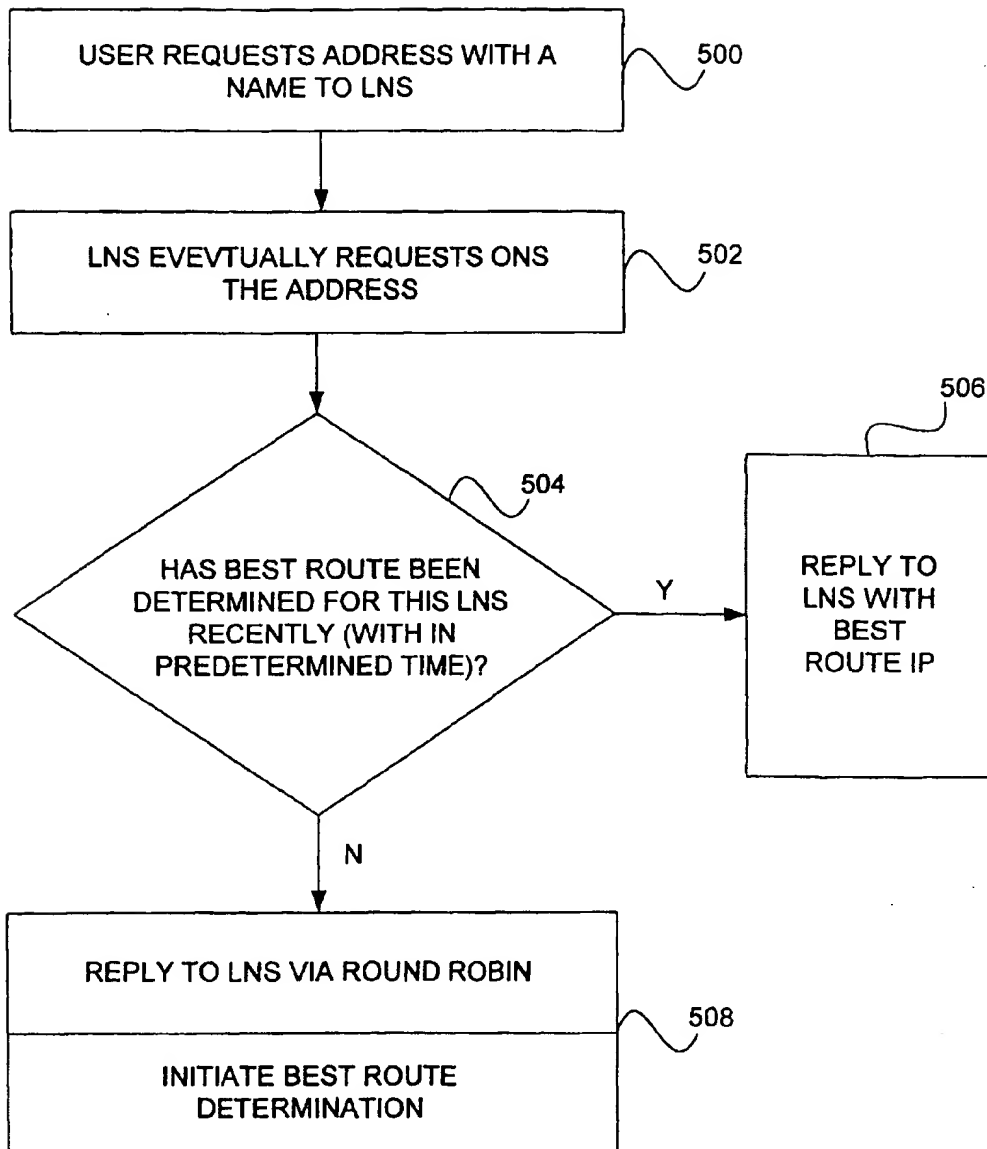 USER REQUESTS ADDRESS WITH A
NAME TO LNS
500
LNS EVEVTUALLY REQUESTS ONS
THE ADDRESS
502
506
504
HAS BEST ROUTE BEEN
DETERMINED FOR THIS LNS
RECENTLY (WITH IN
PREDETERMINED TIME)?
Y
REPLY TO
LNS WITH
BEST
ROUTE IP
N
REPLY TO LNS VIA ROUND ROBIN
508
INITIATE BEST ROUTE
DETERMINATION